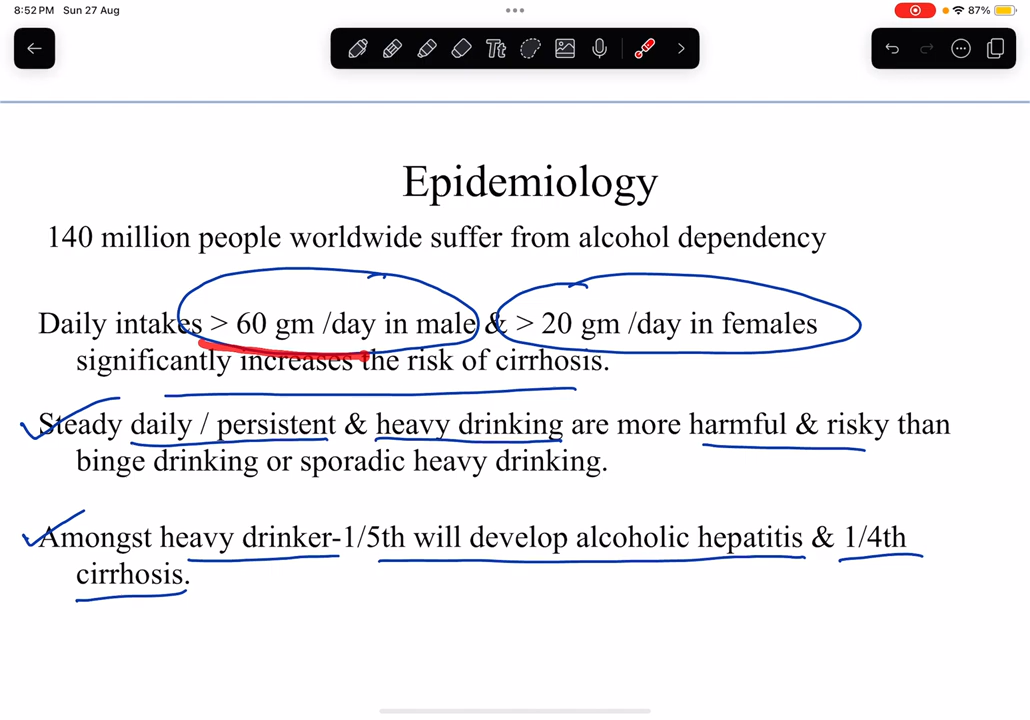 8:52 PM Sun 27 Aug
87%
Tt
Epidemiology
140 million people worldwide suffer from alcohol dependency
Daily intakes > 60 gm /day in male & > 20 gm /day in females
significantly increases the risk of cirrhosis.
Steady daily / persistent & heavy drinking are more harmful & risky than
binge drinking or sporadic heavy drinking.
Amongst heavy drinker-1/5th will develop alcoholic hepatitis & 1/4th
cirrhosis.